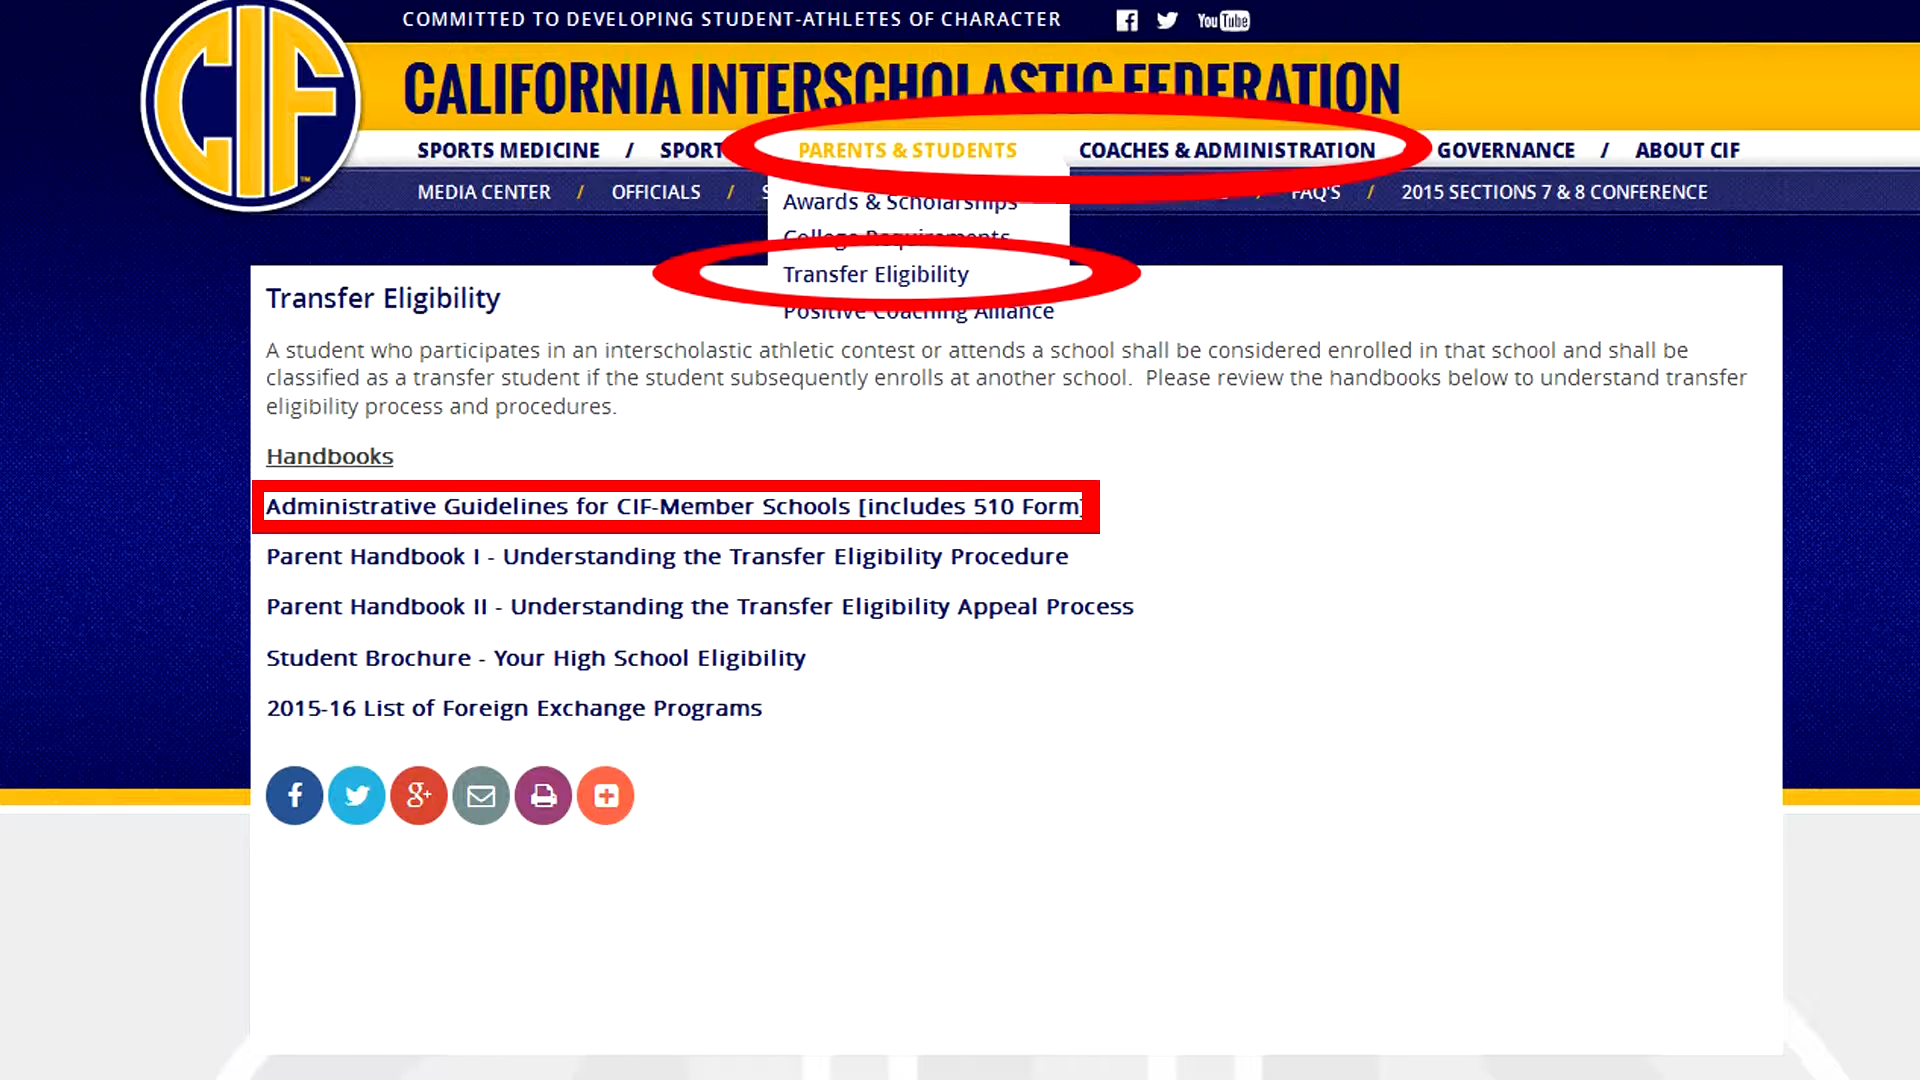 COMMITTED TO DEVELOPING STUDENT-ATHLETES OF CHARACTER You Tube
CIF ™
CALIFORNIA INTERSCHOLASTIC FEDERATION
SPORTS MEDICINE / SPORT PARENTS & STUDENTS COACHES & ADMINISTRATION GOVERNANCE / ABOUT CIF
MEDIA CENTER / OFFICIALS / S / FAQ'S / 2015 SECTIONS 7 & 8 CONFERENCE
Awards & Scholarships
College Requirements
Transfer Eligibility
Positive Coaching Alliance
Transfer Eligibility
A student who participates in an interscholastic athletic contest or attends a school shall be considered enrolled in that school and shall be
classified as a transfer student if the student subsequently enrolls at another school. Please review the handbooks below to understand transfer
eligibility process and procedures.
Handbooks
Administrative Guidelines for CIF-Member Schools [includes 510 Form]
Parent Handbook I - Understanding the Transfer Eligibility Procedure
Parent Handbook II - Understanding the Transfer Eligibility Appeal Process
Student Brochure - Your High School Eligibility
2015-16 List of Foreign Exchange Programs
f g+